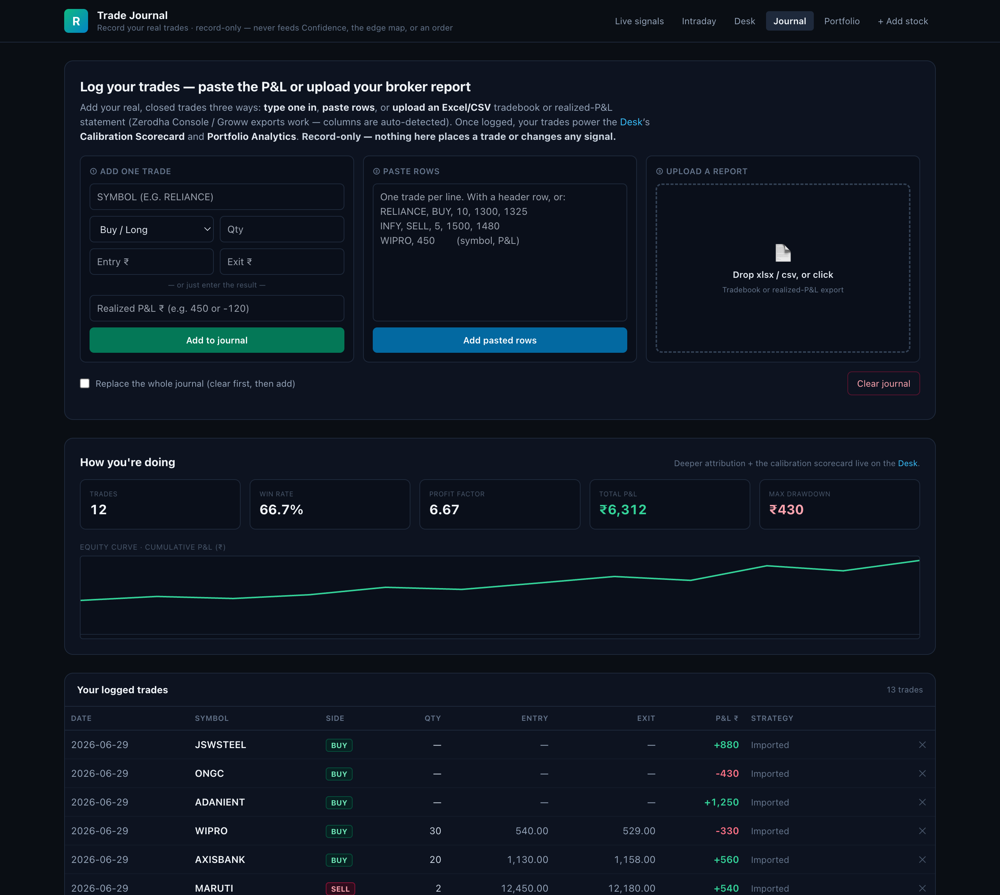 R
Trade Journal
Record your real trades · record-only — never feeds Confidence, the edge map, or an order
Live signals
Intraday
Desk
Journal
Portfolio
+ Add stock
Log your trades — paste the P&L or upload your broker report
Add your real, closed trades three ways: type one in, paste rows, or upload an Excel/CSV tradebook or realized-P&L
statement (Zerodha Console / Groww exports work — columns are auto-detected). Once logged, your trades power the Desk's
Calibration Scorecard and Portfolio Analytics. Record-only — nothing here places a trade or changes any signal.
① ADD ONE TRADE
SYMBOL (E.G. RELIANCE)
Buy / Long
Qty
Entry ₹
Exit ₹
— or just enter the result —
Realized P&L ₹ (e.g. 450 or -120)
Add to journal
② PASTE ROWS
One trade per line. With a header row, or:
RELIANCE, BUY, 10, 1300, 1325
INFY, SELL, 5, 1500, 1480
WIPRO, 450 (symbol, P&L)
Add pasted rows
③ UPLOAD A REPORT
Drop xlsx / csv, or click
Tradebook or realized-P&L export
Replace the whole journal (clear first, then add)
Clear journal
How you're doing
Deeper attribution + the calibration scorecard live on the Desk.
TRADES
12
WIN RATE
66.7%
PROFIT FACTOR
6.67
TOTAL P&L
₹6,312
MAX DRAWDOWN
₹430
EQUITY CURVE · CUMULATIVE P&L (₹)
Your logged trades
13 trades
DATE SYMBOL SIDE QTY ENTRY EXIT P&L ₹ STRATEGY
2026-06-29 JSWSTEEL BUY — — — +880 Imported ×
2026-06-29 ONGC BUY — — — -430 Imported ×
2026-06-29 ADANIENT BUY — — — +1,250 Imported ×
2026-06-29 WIPRO BUY 30 540.00 529.00 -330 Imported ×
2026-06-29 AXISBANK BUY 20 1,130.00 1,158.00 +560 Imported ×
2026-06-29 MARUTI SELL 2 12,450.00 12,180.00 +540 Imported ×